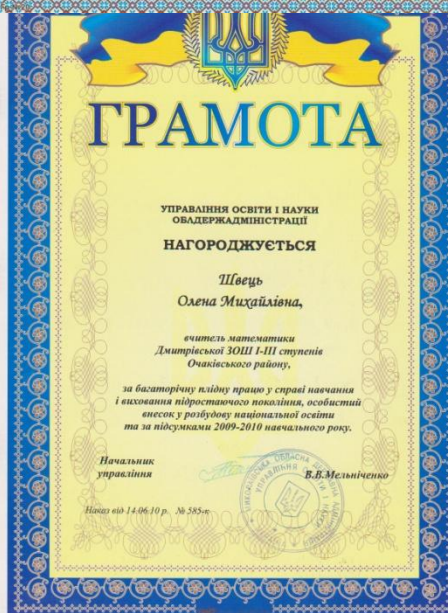 ГРАМОТА
УПРАВЛІННЯ ОСВІТИ І НАУКИ
ОБЛДЕРЖАДМІНІСТРАЦІЇ
НАГОРОДЖУЄТЬСЯ
Швець
Олена Михайлівна,
вчитель математики
Дмитрівської ЗОШ І-ІІІ ступенів
Очаківського району,
за багаторічну плідну працю у справі навчання
і виховання підростаючого покоління, особистий
внесок у розбудову національної освіти
та за підсумками 2009-2010 навчального року.
Начальник
управління
В.В.Мельніченко
Наказ від 14.06.10 р. № 585-к